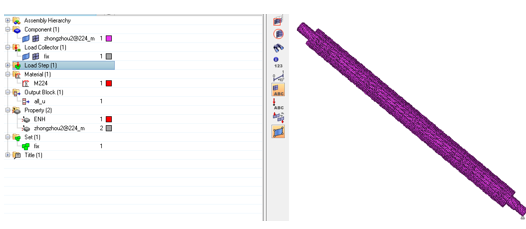 Assembly Hierarchy
Component (1)
zhongzhou2@224_m 1
Load Collector (1)
fix 1
Load Step (1)
Material (1)
M224 1
Output Block (1)
all_u 1
Property (2)
ENH 1
zhongzhou2@224_m 2
Set (1)
fix 1
Title (1)
123
ABC
ABC